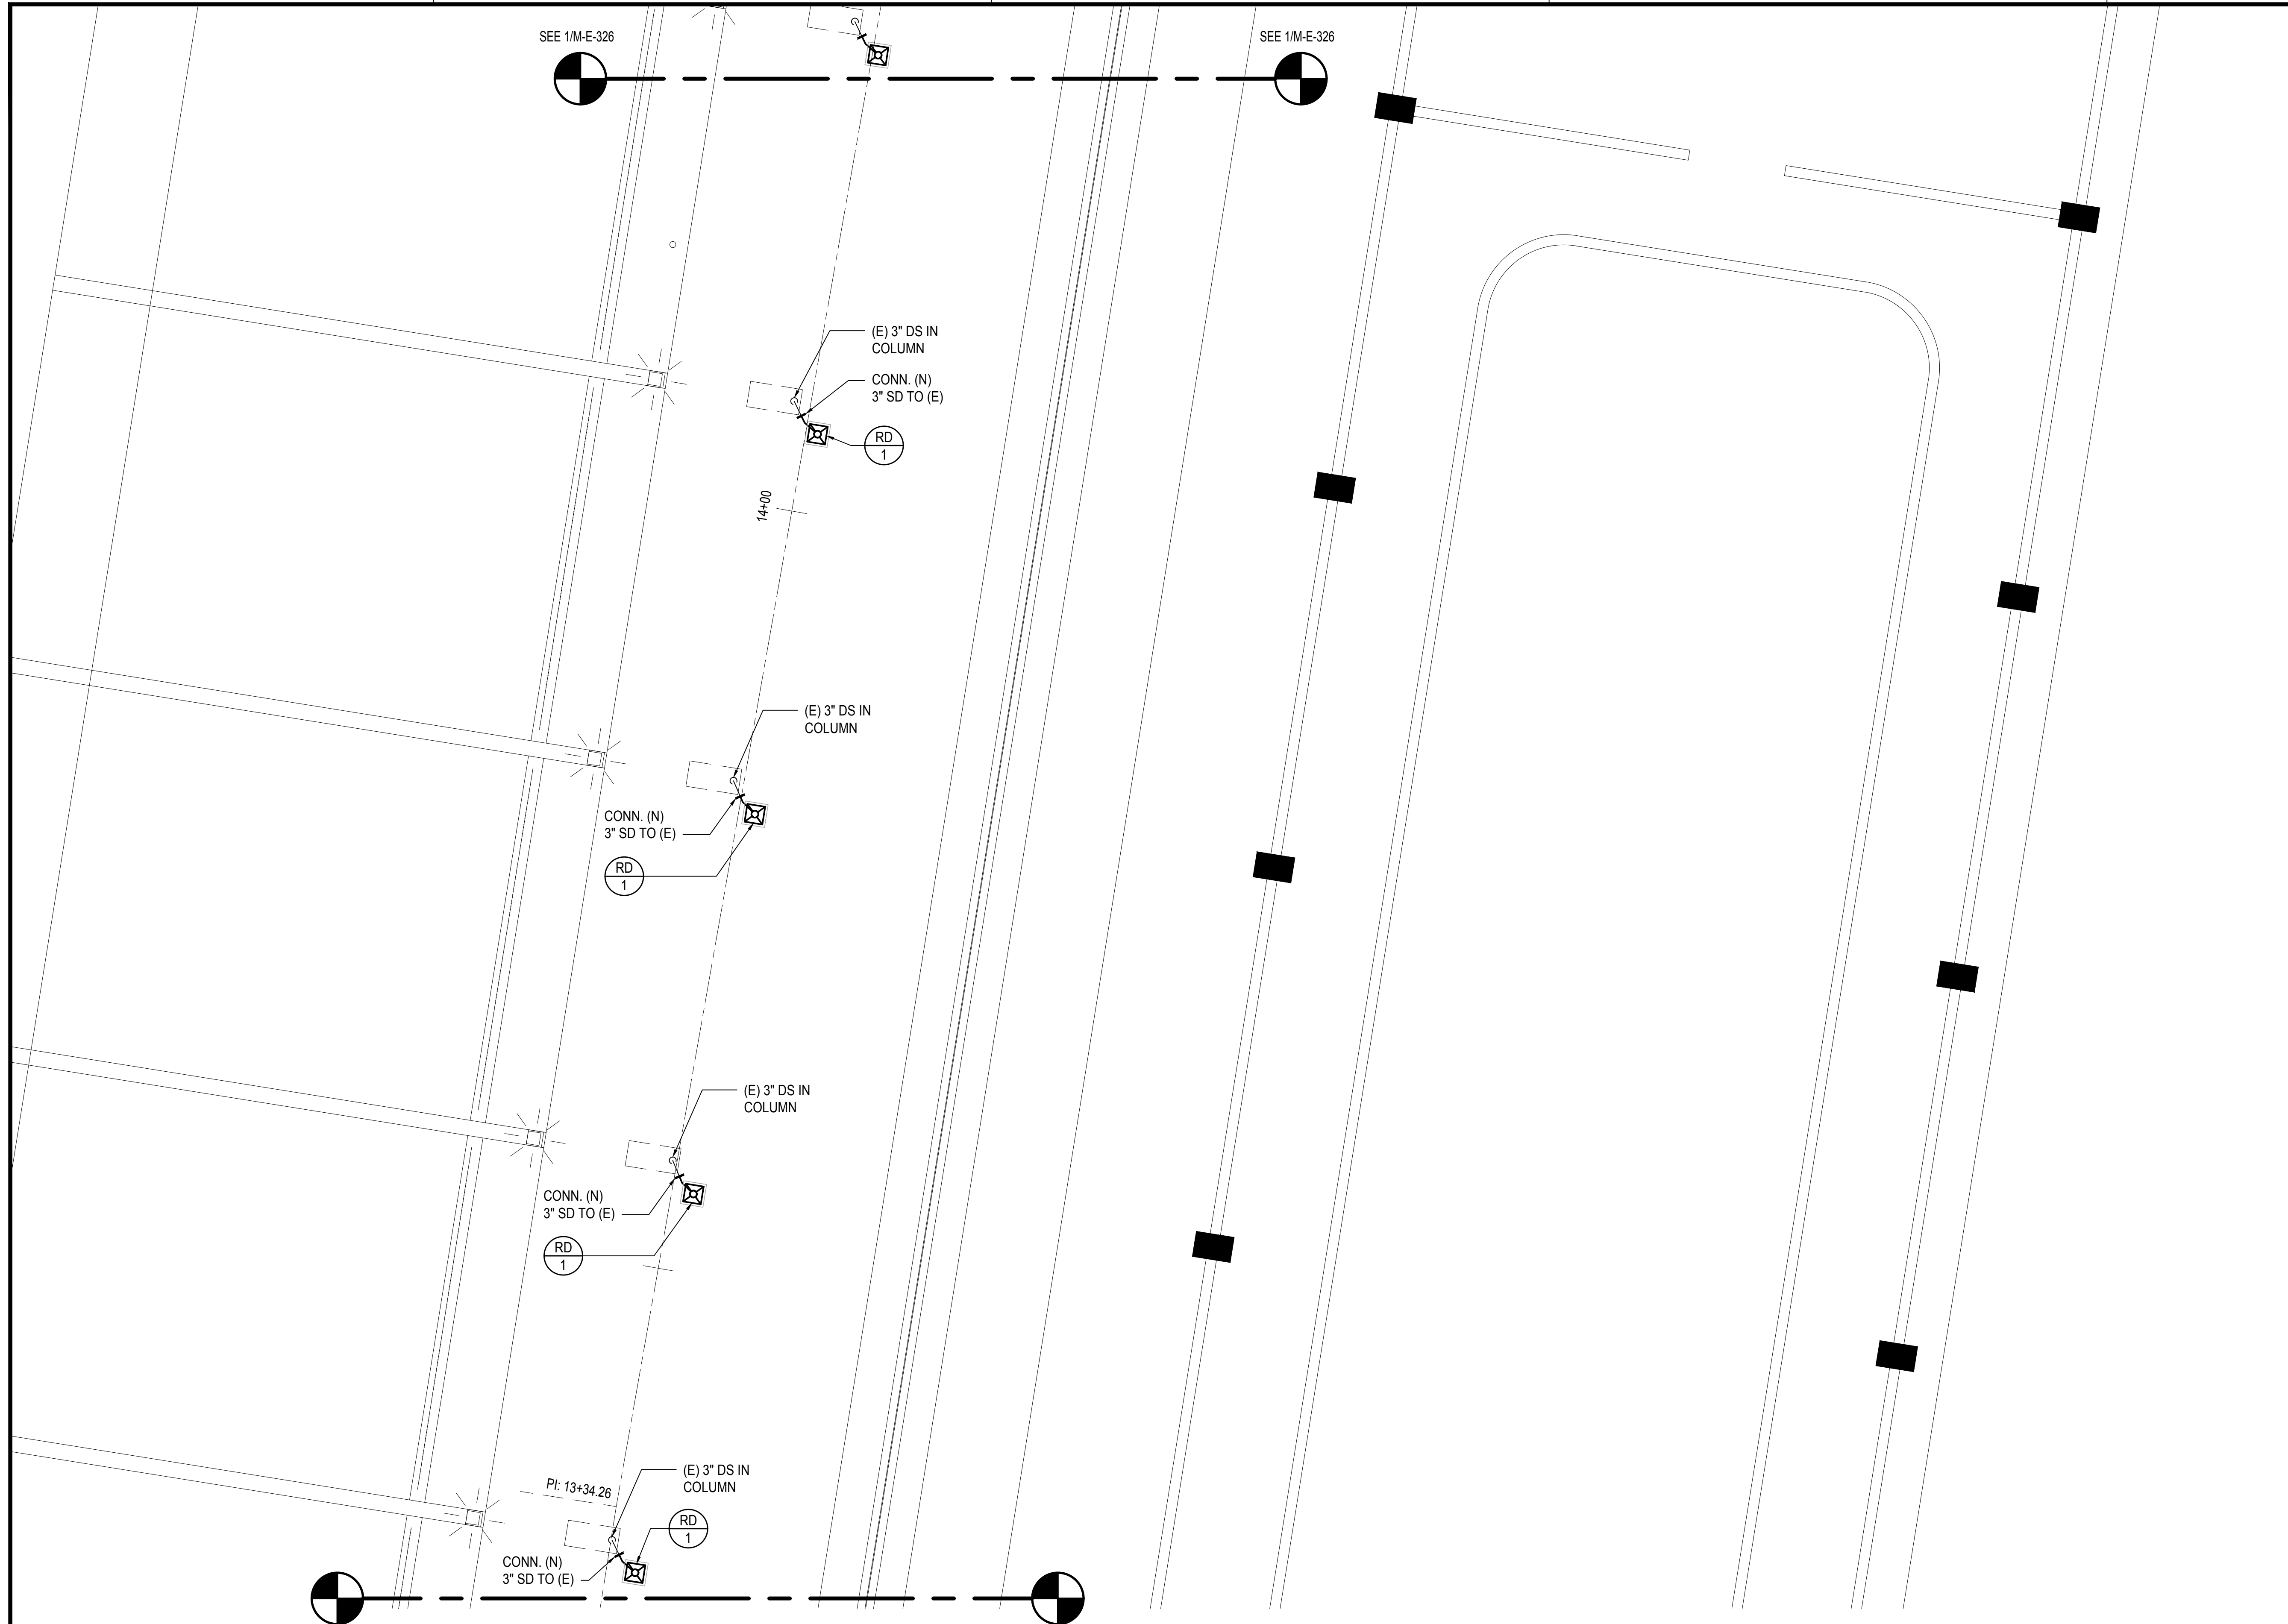 SEE 1/M-E-326
SEE 1/M-E-326
(E) 3" DS IN
COLUMN
CONN. (N)
3" SD TO (E)
RD
1
14+00
(E) 3" DS IN
COLUMN
CONN. (N)
3" SD TO (E)
RD
1
(E) 3" DS IN
COLUMN
CONN. (N)
3" SD TO (E)
RD
1
(E) 3" DS IN
COLUMN
PI: 13+34.26
RD
1
CONN. (N)
3" SD TO (E)